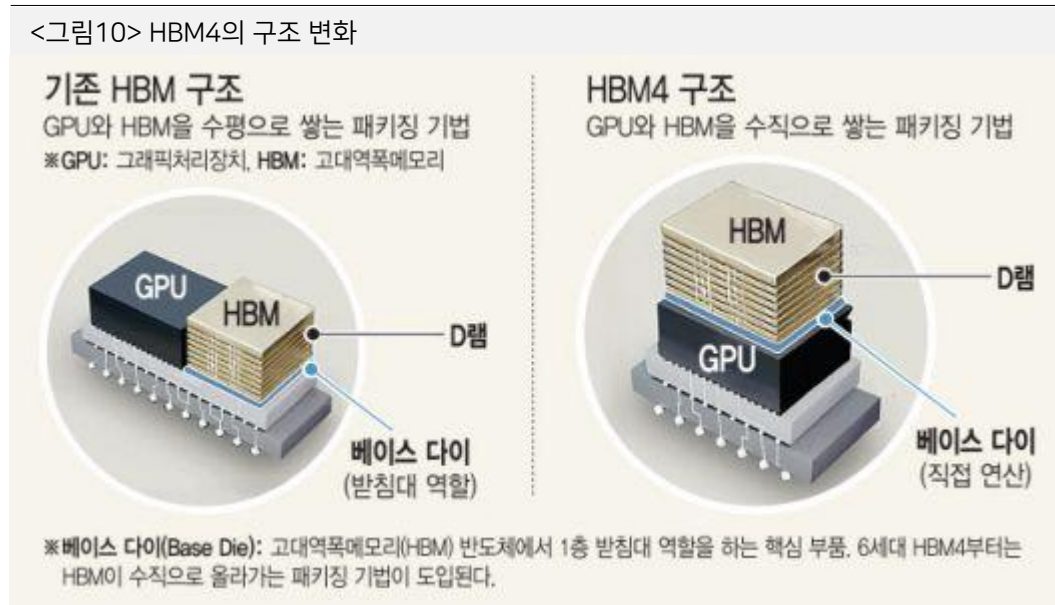 <그림10> HBM4의 구조 변화
기존 HBM 구조
GPU와 HBM을 수평으로 쌓는 패키징 기법
※GPU: 그래픽처리장치, HBM: 고대역폭메모리
GPU
HBM
D램
베이스 다이
(받침대 역할)
HBM4 구조
GPU와 HBM을 수직으로 쌓는 패키징 기법
HBM
D램
GPU
베이스 다이
(직접 연산)
※베이스 다이(Base Die): 고대역폭메모리(HBM) 반도체에서 1층 받침대 역할을 하는 핵심 부품. 6세대 HBM4부터는
HBM이 수직으로 올라가는 패키징 기법이 도입된다.